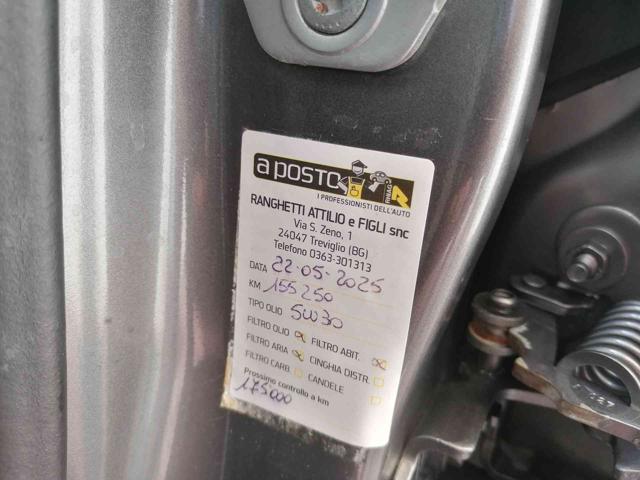 a posto
RIAG
I PROFESSIONISTI DELL'AUTO
RANGHETTI ATTILIO e FIGLI snc
Via S. Zeno, 1
24047 Treviglio (BG)
Telefono 0363-301313
DATA 22-05-2025
KM 155250
TIPO OLIO 5W30
FILTRO OLIO FILTRO ABIT.
FILTRO ARIA CINGHIA DISTR.
FILTRO CARB. CANDELE
Prossimo controllo a km
175000